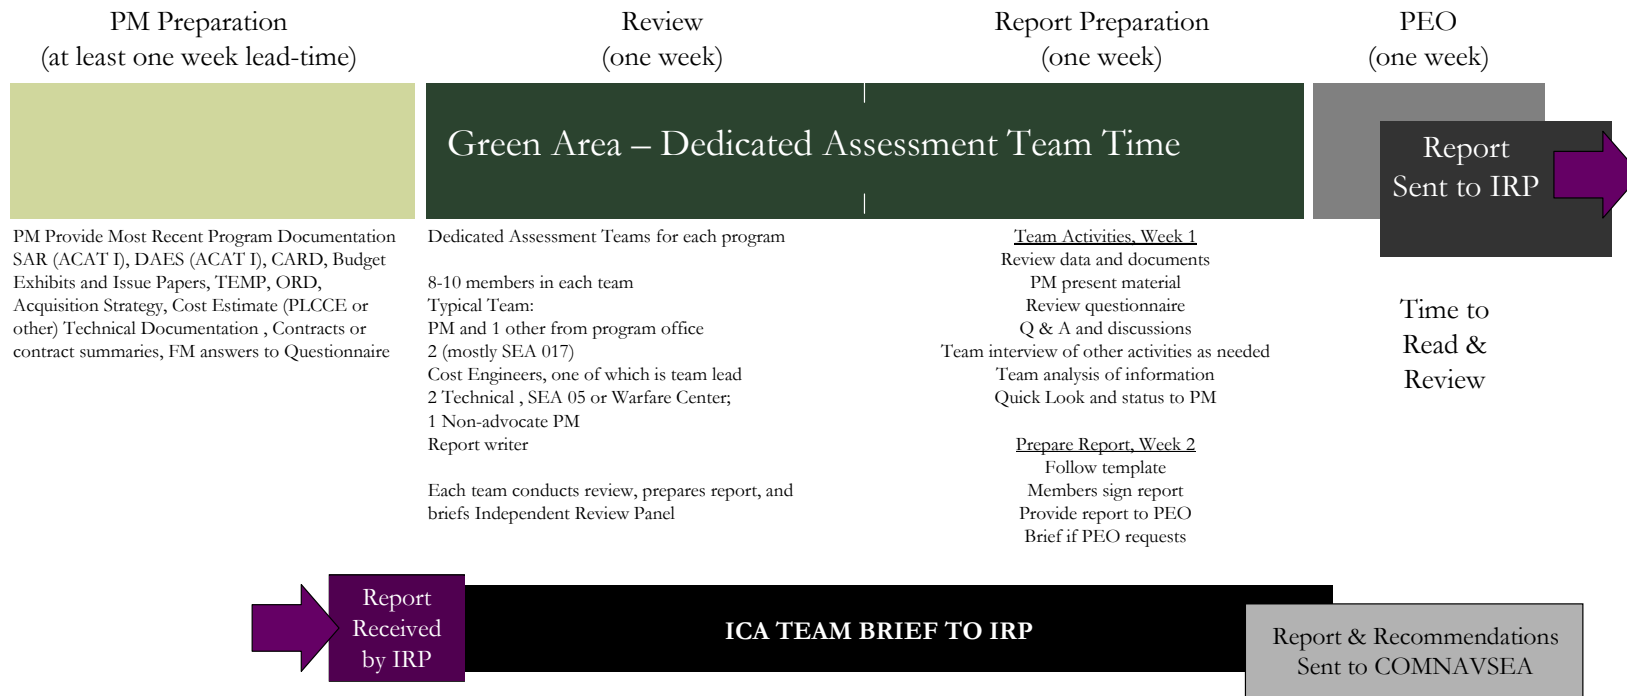 PM Preparation
(at least one week lead-time)
Review
(one week)
Report Preparation
(one week)
PEO
(one week)
Green Area – Dedicated Assessment Team Time
Report
Sent to IRP
PM Provide Most Recent Program Documentation
SAR (ACAT I), DAES (ACAT I), CARD, Budget
Exhibits and Issue Papers, TEMP, ORD,
Acquisition Strategy, Cost Estimate (PLCCE or
other) Technical Documentation , Contracts or
contract summaries, FM answers to Questionnaire
Dedicated Assessment Teams for each program
8-10 members in each team
Typical Team:
PM and 1 other from program office
2 (mostly SEA 017)
Cost Engineers, one of which is team lead
2 Technical , SEA 05 or Warfare Center;
1 Non-advocate PM
Report writer
Each team conducts review, prepares report, and
briefs Independent Review Panel
Team Activities, Week 1
Review data and documents
PM present material
Review questionnaire
Q & A and discussions
Team interview of other activities as needed
Team analysis of information
Quick Look and status to PM
Prepare Report, Week 2
Follow template
Members sign report
Provide report to PEO
Brief if PEO requests
Time to
Read &
Review
Report
Received
by IRP
ICA TEAM BRIEF TO IRP
Report & Recommendations
Sent to COMNAVSEA